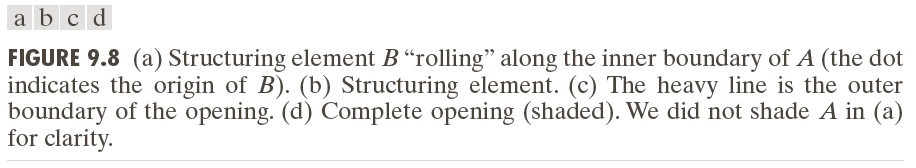 a b c d
FIGURE 9.8 (a) Structuring element B “rolling” along the inner boundary of A (the dot
indicates the origin of B). (b) Structuring element. (c) The heavy line is the outer
boundary of the opening. (d) Complete opening (shaded). We did not shade A in (a)
for clarity.